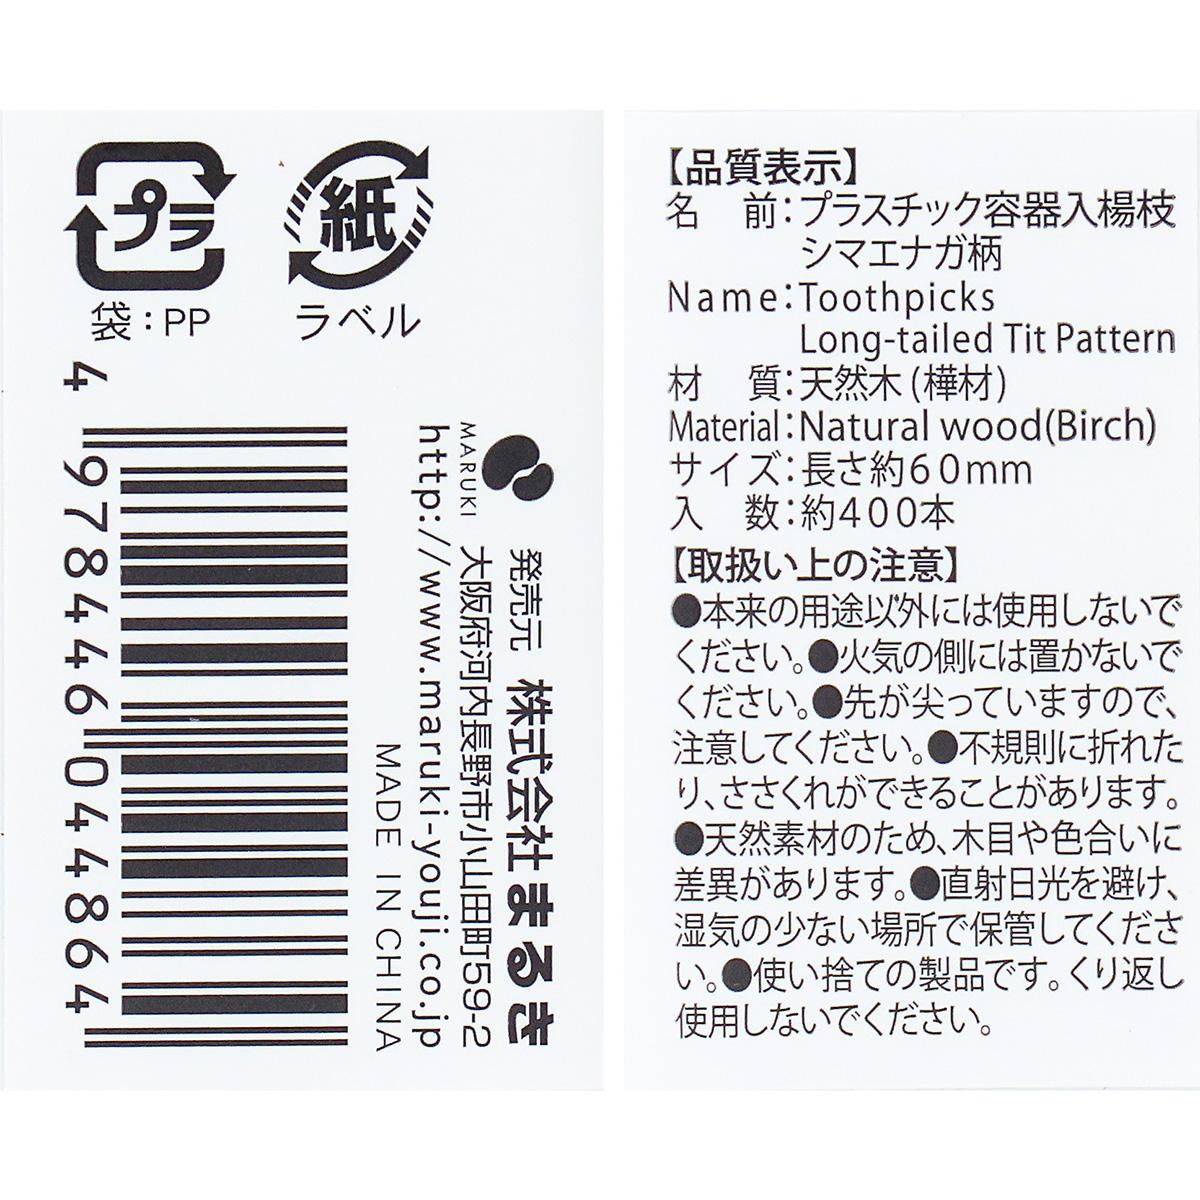 プラ
紙
袋：PP
ラベル
4 978446 044864
MARUKI
発売元 株式会社まるき
大阪府河内長野市小山田町59-2
http://www.maruki-youji.co.jp
MADE IN CHINA
【品質表示】
名 前：プラスチック容器入楊枝
シマエナガ柄
Name：Toothpicks
Long-tailed Tit Pattern
材 質：天然木(樺材)
Material：Natural wood(Birch)
サイズ：長さ約60mm
入 数：約400本
【取扱い上の注意】
●本来の用途以外には使用しないで
ください。●火気の側には置かないで
ください。●先が尖っていますので、
注意してください。●不規則に折れた
り、ささくれができることがあります。
●天然素材のため、木目や色合いに
差異があります。●直射日光を避け、
湿気の少ない場所で保管してくださ
い。●使い捨ての製品です。くり返し
使用しないでください。